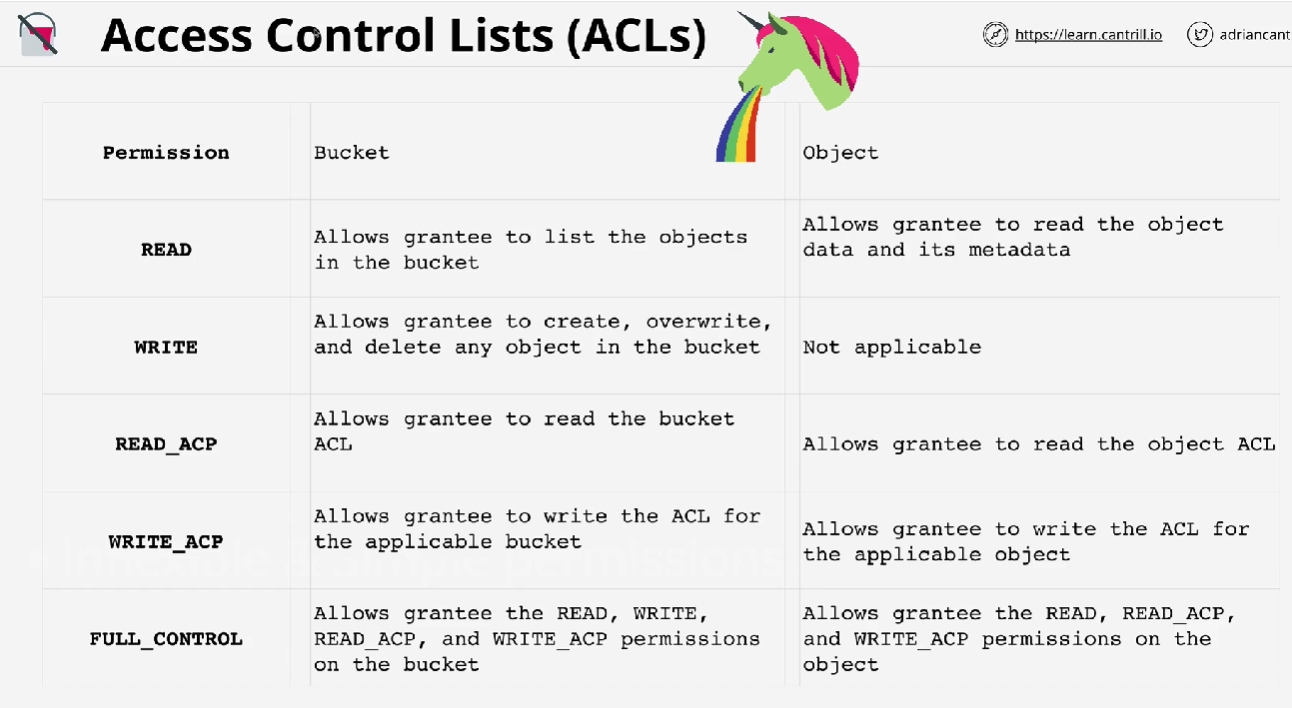 Access Control Lists (ACLs)
https://learn.cantrill.io
adriancant
Permission
Bucket
Object
READ
Allows grantee to list the objects
in the bucket
Allows grantee to read the object
data and its metadata
WRITE
Allows grantee to create, overwrite,
and delete any object in the bucket
Not applicable
READ_ACP
Allows grantee to read the bucket
ACL
Allows grantee to read the object ACL
WRITE_ACP
Allows grantee to write the ACL for
the applicable bucket
Allows grantee to write the ACL for
the applicable object
• Inflexible & simple permissions
FULL_CONTROL
Allows grantee the READ, WRITE,
READ_ACP, and WRITE_ACP permissions
on the bucket
Allows grantee the READ, READ_ACP,
and WRITE_ACP permissions on the
object